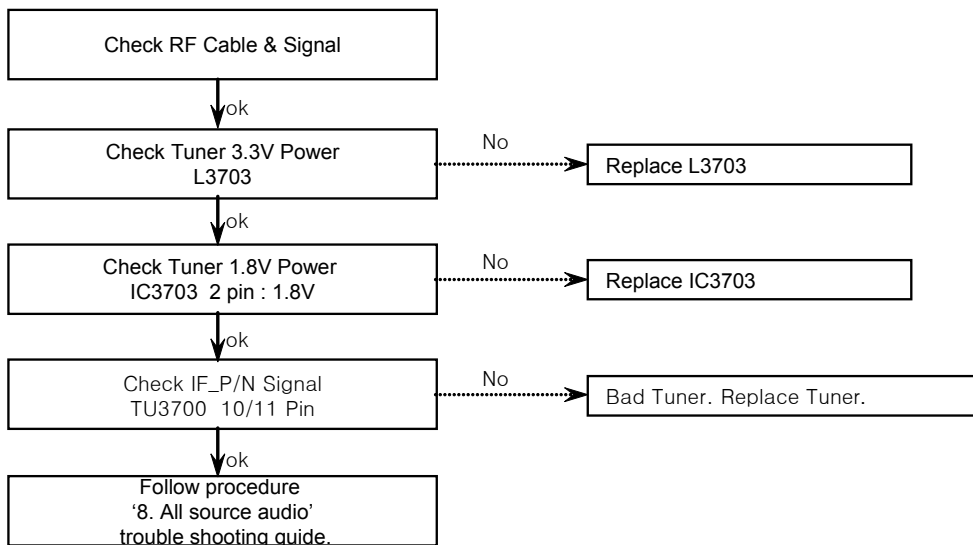 Check RF Cable & Signal
ok
Check Tuner 3.3V Power
L3703
No
Replace L3703
ok
Check Tuner 1.8V Power
IC3703 2 pin : 1.8V
No
Replace IC3703
ok
Check IF_P/N Signal
TU3700 10/11 Pin
No
Bad Tuner. Replace Tuner.
ok
Follow procedure
‘8. All source audio’
trouble shooting guide.